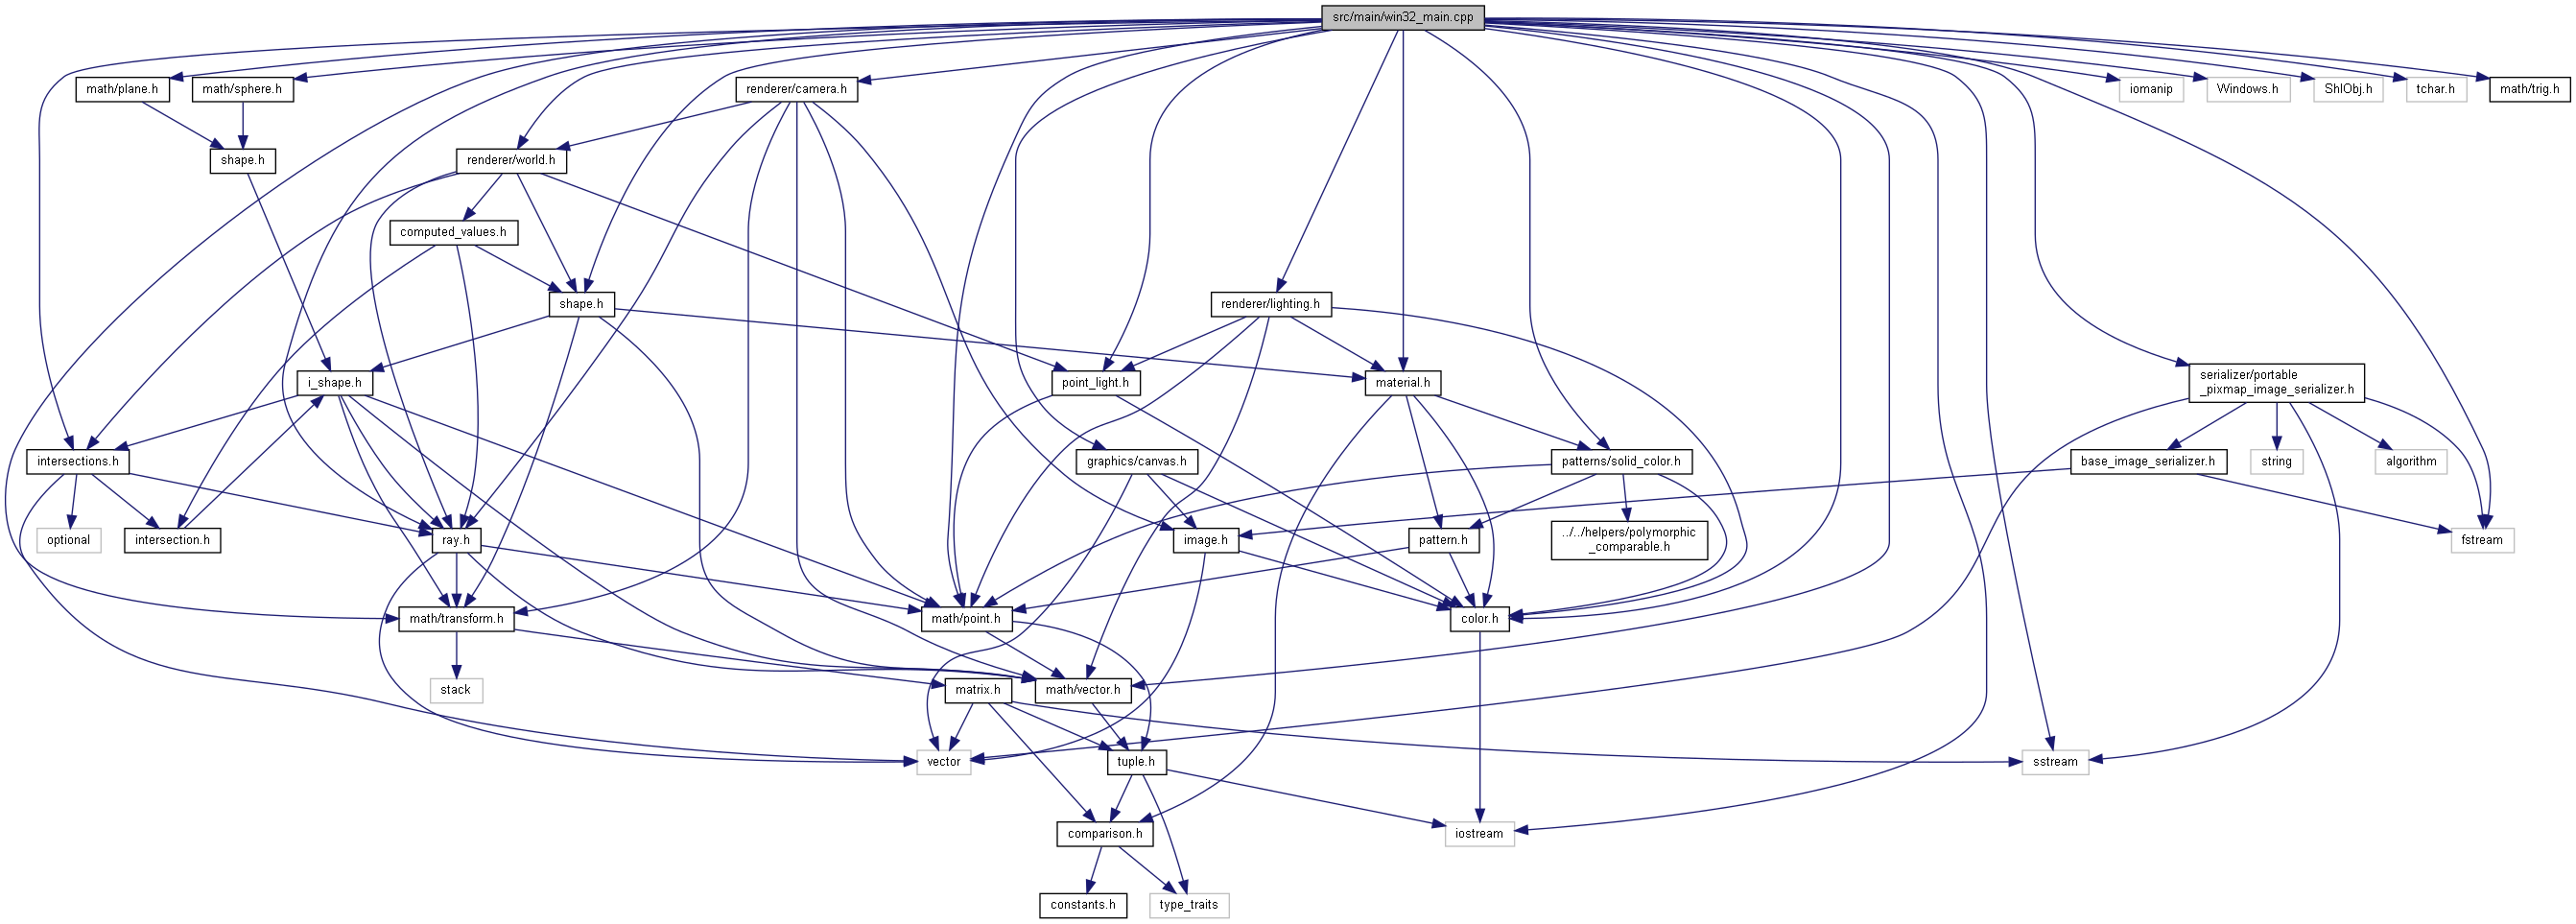 src/main/win32_main.cpp
math/plane.h
math/sphere.h
renderer/camera.h
iomanip
Windows.h
ShlObj.h
tchar.h
math/trig.h
shape.h
renderer/world.h
computed_values.h
shape.h
renderer/lighting.h
i_shape.h
point_light.h
material.h
serializer/portable
_pixmap_image_serializer.h
intersections.h
graphics/canvas.h
patterns/solid_color.h
base_image_serializer.h
string
algorithm
optional
intersection.h
ray.h
image.h
pattern.h
../../helpers/polymorphic
_comparable.h
fstream
math/transform.h
math/point.h
color.h
stack
matrix.h
math/vector.h
vector
tuple.h
sstream
comparison.h
iostream
constants.h
type_traits